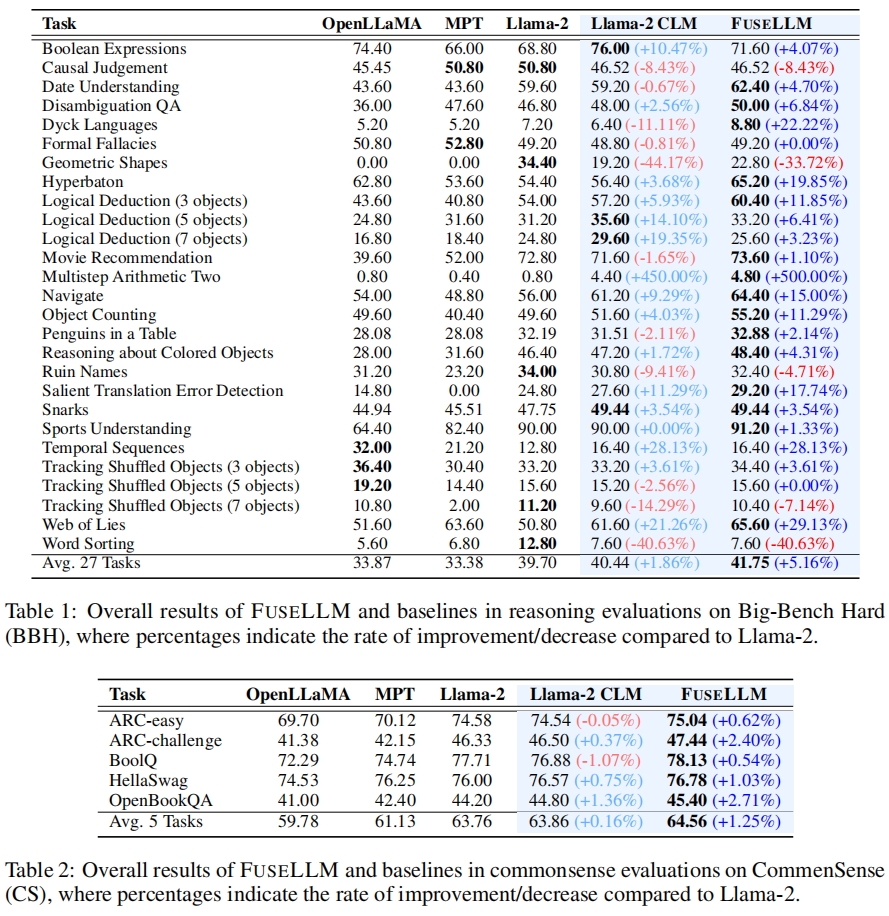 Task OpenLLaMA MPT Llama-2 Llama-2 CLM FUSELLM
Boolean Expressions 74.40 66.00 68.80 76.00 (+10.47%) 71.60 (+4.07%)
Causal Judgement 45.45 50.80 50.80 46.52 (-8.43%) 46.52 (-8.43%)
Date Understanding 43.60 43.60 59.60 59.20 (-0.67%) 62.40 (+4.70%)
Disambiguation QA 36.00 47.60 46.80 48.00 (+2.56%) 50.00 (+6.84%)
Dyck Languages 5.20 5.20 7.20 6.40 (-11.11%) 8.80 (+22.22%)
Formal Fallacies 50.80 52.80 49.20 48.80 (-0.81%) 49.20 (+0.00%)
Geometric Shapes 0.00 0.00 34.40 19.20 (-44.17%) 22.80 (-33.72%)
Hyperbaton 62.80 53.60 54.40 56.40 (+3.68%) 65.20 (+19.85%)
Logical Deduction (3 objects) 43.60 40.80 54.00 57.20 (+5.93%) 60.40 (+11.85%)
Logical Deduction (5 objects) 24.80 31.60 31.20 35.60 (+14.10%) 33.20 (+6.41%)
Logical Deduction (7 objects) 16.80 18.40 24.80 29.60 (+19.35%) 25.60 (+3.23%)
Movie Recommendation 39.60 52.00 72.80 71.60 (-1.65%) 73.60 (+1.10%)
Multistep Arithmetic Two 0.80 0.40 0.80 4.40 (+450.00%) 4.80 (+500.00%)
Navigate 54.00 48.80 56.00 61.20 (+9.29%) 64.40 (+15.00%)
Object Counting 49.60 40.40 49.60 51.60 (+4.03%) 55.20 (+11.29%)
Penguins in a Table 28.08 28.08 32.19 31.51 (-2.11%) 32.88 (+2.14%)
Reasoning about Colored Objects 28.00 31.60 46.40 47.20 (+1.72%) 48.40 (+4.31%)
Ruin Names 31.20 23.20 34.00 30.80 (-9.41%) 32.40 (-4.71%)
Salient Translation Error Detection 14.80 0.00 24.80 27.60 (+11.29%) 29.20 (+17.74%)
Snarks 44.94 45.51 47.75 49.44 (+3.54%) 49.44 (+3.54%)
Sports Understanding 64.40 82.40 90.00 90.00 (+0.00%) 91.20 (+1.33%)
Temporal Sequences 32.00 21.20 12.80 16.40 (+28.13%) 16.40 (+28.13%)
Tracking Shuffled Objects (3 objects) 36.40 30.40 33.20 33.20 (+3.61%) 34.40 (+3.61%)
Tracking Shuffled Objects (5 objects) 19.20 14.40 15.60 15.20 (-2.56%) 15.60 (+0.00%)
Tracking Shuffled Objects (7 objects) 10.80 2.00 11.20 9.60 (-14.29%) 10.40 (-7.14%)
Web of Lies 51.60 63.60 50.80 61.60 (+21.26%) 65.60 (+29.13%)
Word Sorting 5.60 6.80 12.80 7.60 (-40.63%) 7.60 (-40.63%)
Avg. 27 Tasks 33.87 33.38 39.70 40.44 (+1.86%) 41.75 (+5.16%)
Table 1: Overall results of FUSELLM and baselines in reasoning evaluations on Big-Bench Hard
(BBH), where percentages indicate the rate of improvement/decrease compared to Llama-2.
Task OpenLLaMA MPT Llama-2 Llama-2 CLM FUSELLM
ARC-easy 69.70 70.12 74.58 74.54 (-0.05%) 75.04 (+0.62%)
ARC-challenge 41.38 42.15 46.33 46.50 (+0.37%) 47.44 (+2.40%)
BoolQ 72.29 74.74 77.71 76.88 (-1.07%) 78.13 (+0.54%)
HellaSwag 74.53 76.25 76.00 76.57 (+0.75%) 76.78 (+1.03%)
OpenBookQA 41.00 42.40 44.20 44.80 (+1.36%) 45.40 (+2.71%)
Avg. 5 Tasks 59.78 61.13 63.76 63.86 (+0.16%) 64.56 (+1.25%)
Table 2: Overall results of FUSELLM and baselines in commonsense evaluations on CommenSense
(CS), where percentages indicate the rate of improvement/decrease compared to Llama-2.